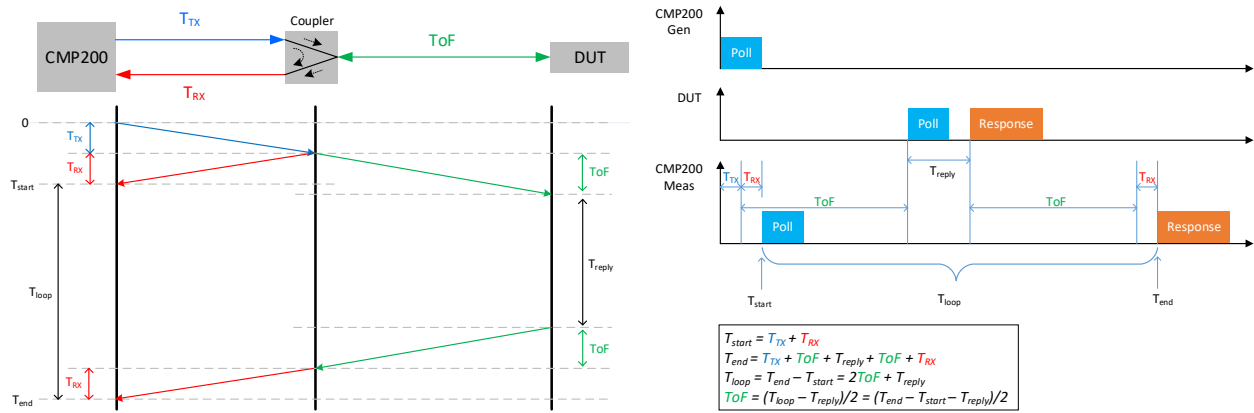 T_TX
Coupler
CMP200
ToF
DUT
T_RX
0
T_TX
T_RX
T_start
ToF
T_loop
T_reply
ToF
T_RX
T_end
CMP200
Gen
Poll
DUT
Poll
Response
CMP200
Meas
T_TX
T_RX
T_reply
T_RX
ToF
ToF
Poll
Response
T_start
T_loop
T_end
T_start = T_TX + T_RX
T_end = T_TX + ToF + T_reply + ToF + T_RX
T_loop = T_end – T_start = 2ToF + T_reply
ToF = (T_loop – T_reply)/2 = (T_end – T_start – T_reply)/2